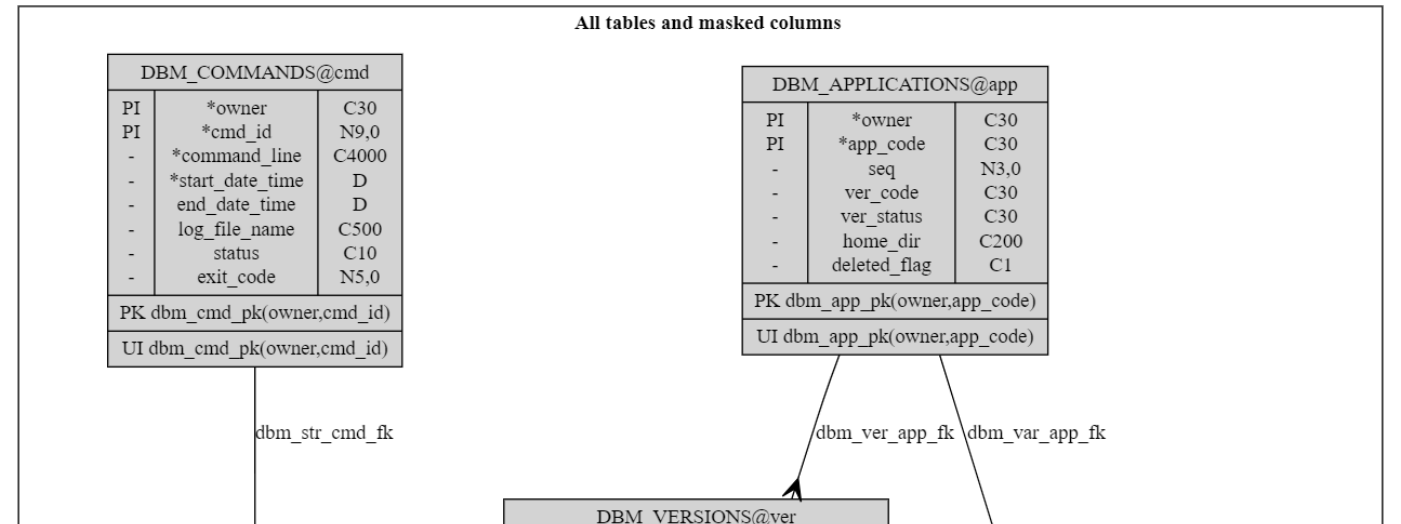 All tables and masked columns
DBM_COMMANDS@cmd
PI *owner C30
PI *cmd_id N9,0
- *command_line C4000
- *start_date_time D
- end_date_time D
- log_file_name C500
- status C10
- exit_code N5,0
PK dbm_cmd_pk(owner,cmd_id)
UI dbm_cmd_pk(owner,cmd_id)
dbm_str_cmd_fk
DBM_APPLICATIONS@app
PI *owner C30
PI *app_code C30
- seq N3,0
- ver_code C30
- ver_status C30
- home_dir C200
- deleted_flag C1
PK dbm_app_pk(owner,app_code)
UI dbm_app_pk(owner,app_code)
dbm_ver_app_fk
dbm_var_app_fk
DBM_VERSIONS@ver